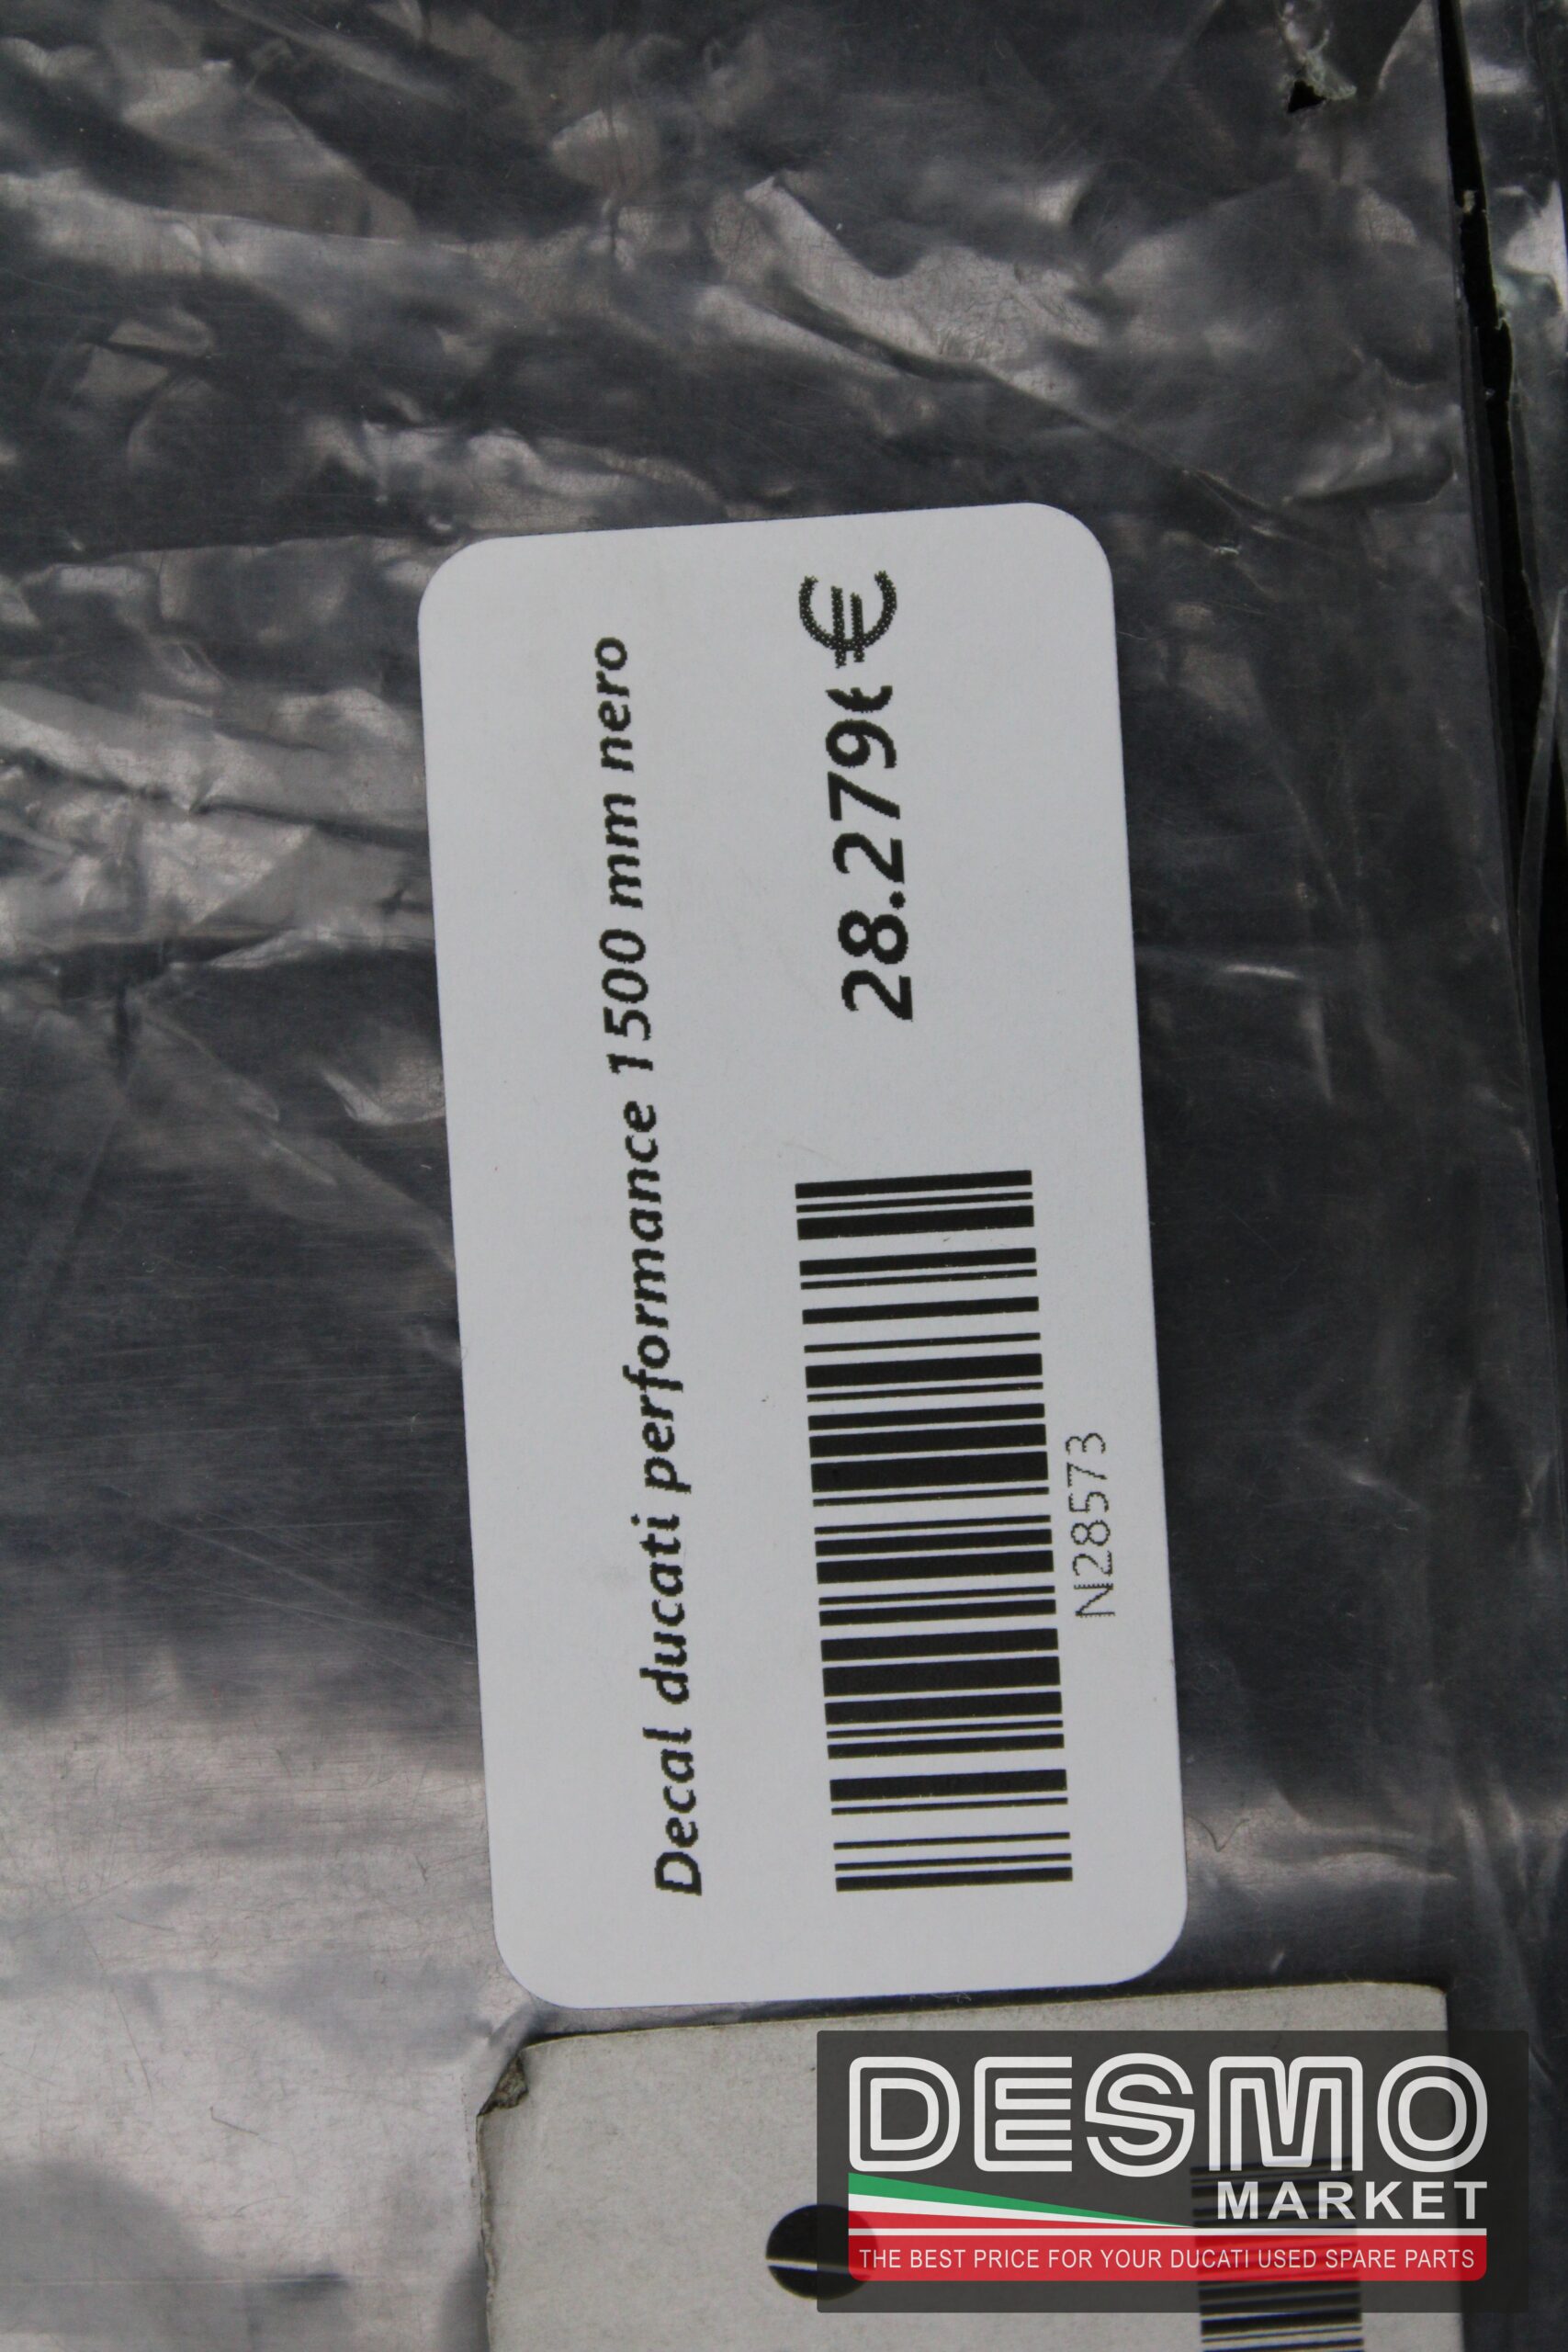 Decal ducati performance 1500 mm nero
28.279 €
N28573
DESMO
MARKET
THE BEST PRICE FOR YOUR DUCATI USED SPARE PARTS